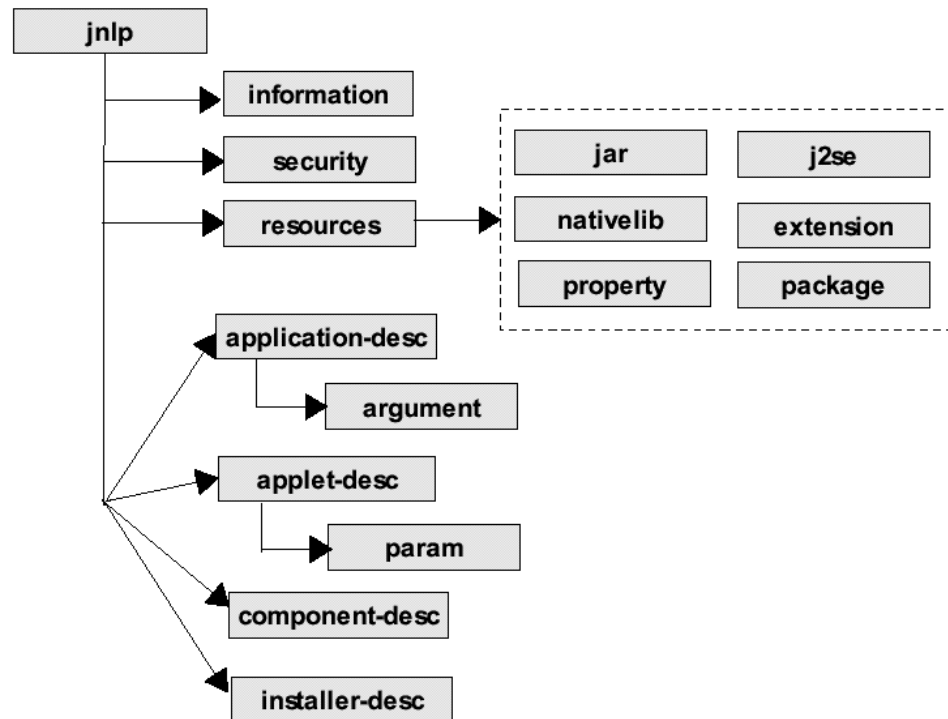 jnlp
information
security
resources
jar
j2se
nativelib
extension
property
package
application-desc
argument
applet-desc
param
component-desc
installer-desc